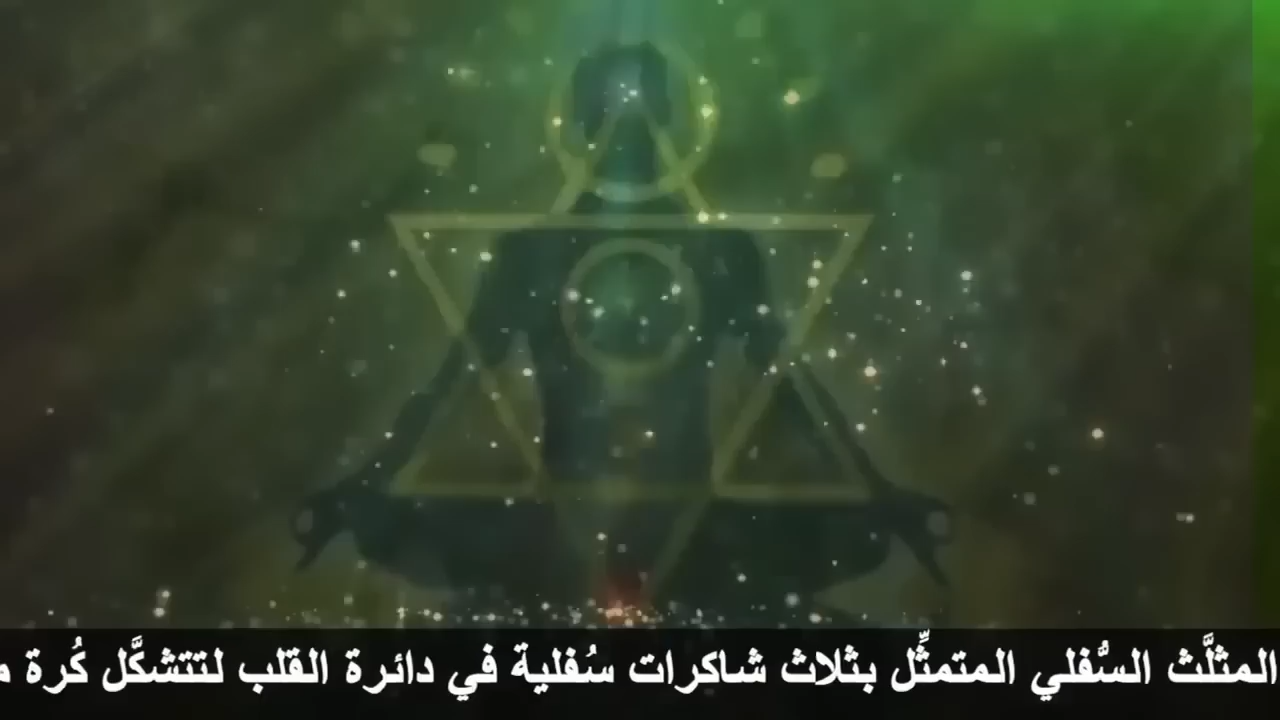 المثلَّث السُّفلي المتمثِّل بثلاث شاكرات سُفلية في دائرة القلب لتتشكَّل كُرة